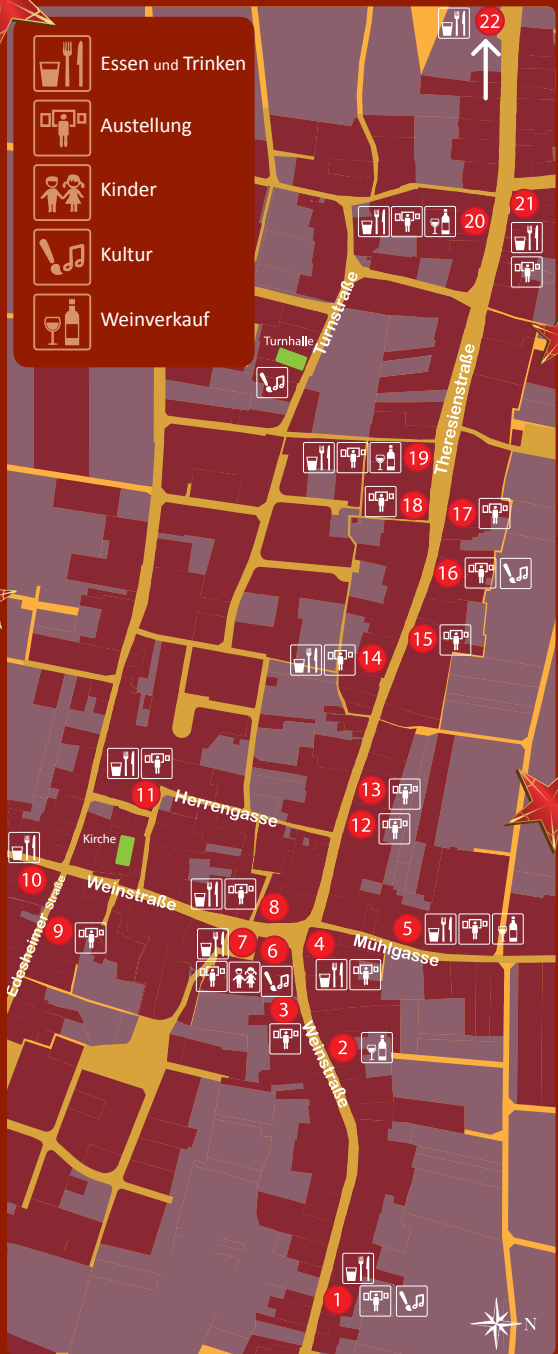 22
Essen und Trinken
Austellung
Kinder
Kultur
Weinverkauf
21
20
Turnstraße
Turnhalle
Theresienstraße
19
18
17
16
15
14
13
12
11
Herrengasse
Kirche
10
Weinstraße
Edesheimer straße
9
8
7
6
5
4
Mühlgasse
3
Weinstraße
2
1
N